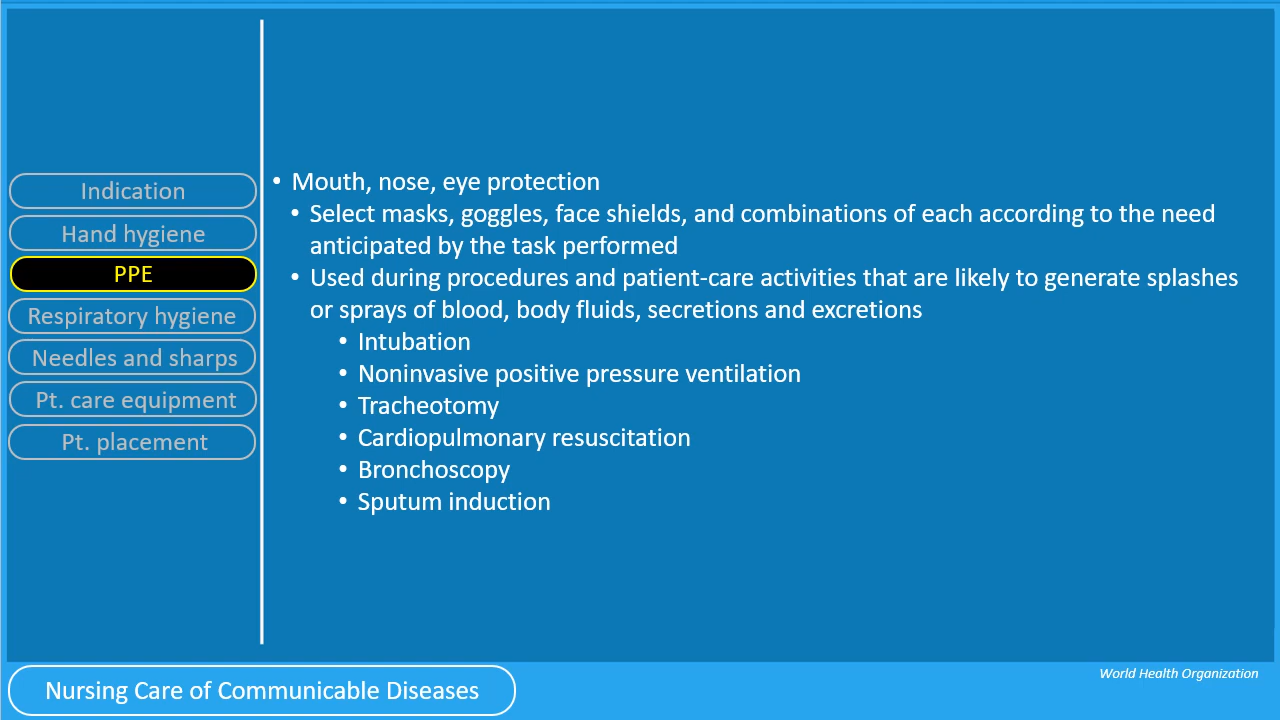 Indication
Hand hygiene
PPE
Respiratory hygiene
Needles and sharps
Pt. care equipment
Pt. placement
• Mouth, nose, eye protection
• Select masks, goggles, face shields, and combinations of each according to the need
anticipated by the task performed
• Used during procedures and patient-care activities that are likely to generate splashes
or sprays of blood, body fluids, secretions and excretions
• Intubation
• Noninvasive positive pressure ventilation
• Tracheotomy
• Cardiopulmonary resuscitation
• Bronchoscopy
• Sputum induction
World Health Organization
Nursing Care of Communicable Diseases